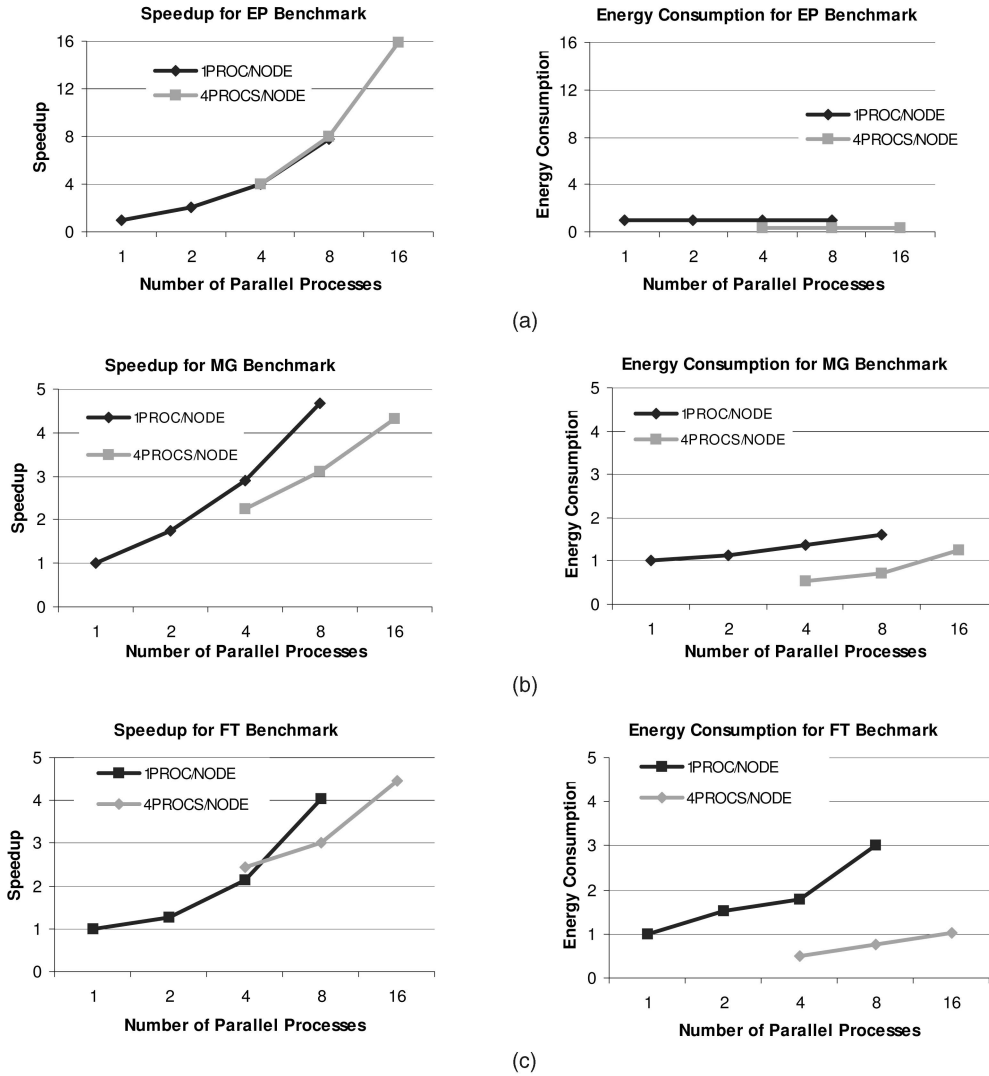 Speedup for EP Benchmark
16
12
8
4
0
Speedup
1PROC/NODE
4PROCS/NODE
1 2 4 8 16
Number of Parallel Processes
Energy Consumption for EP Benchmark
16
12
8
4
0
Energy Consumption
1PROC/NODE
4PROCS/NODE
1 2 4 8 16
Number of Parallel Processes
(a)
Speedup for MG Benchmark
5
4
3
2
1
0
Speedup
1PROC/NODE
4PROCS/NODE
1 2 4 8 16
Number of Parallel Processes
Energy Consumption for MG Benchmark
5
4
3
2
1
0
Energy Consumption
1PROC/NODE
4PROCS/NODE
1 2 4 8 16
Number of Parallel Processes
(b)
Speedup for FT Benchmark
5
4
3
2
1
0
Speedup
1PROC/NODE
4PROCS/NODE
1 2 4 8 16
Number of Parallel Processes
Energy Consumption for FT Bechmark
5
4
3
2
1
0
Energy Consumption
1PROC/NODE
4PROCS/NODE
1 2 4 8 16
Number of Parallel Processes
(c)